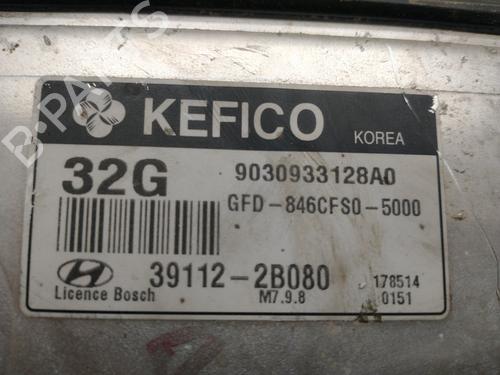 KEFICO KOREA
32G 9030933128A0
GFD-846CFS0-5000
39112-2B080 178514
Licence Bosch M7.9.8 0151
B-PARTS